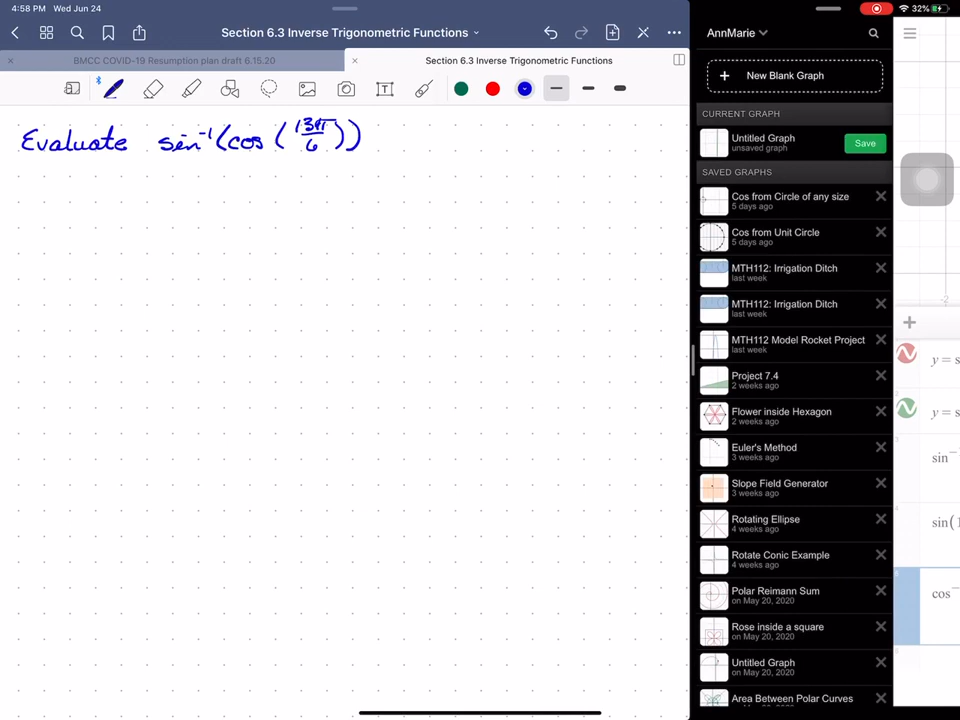 4:58 PM Wed Jun 24
Section 6.3 Inverse Trigonometric Functions
BMCC COVID-19 Resumption plan draft 6.15.20
Section 6.3 Inverse Trigonometric Functions
Evaluate sin⁻¹(cos(13π/6))
32%
AnnMarie
New Blank Graph
CURRENT GRAPH
Untitled Graph
unsaved graph
Save
SAVED GRAPHS
Cos from Circle of any size
5 days ago
Cos from Unit Circle
5 days ago
MTH112: Irrigation Ditch
last week
MTH112: Irrigation Ditch
last week
MTH112 Model Rocket Project
last week
Project 7.4
2 weeks ago
Flower inside Hexagon
2 weeks ago
Euler's Method
3 weeks ago
Slope Field Generator
3 weeks ago
Rotating Ellipse
4 weeks ago
Rotate Conic Example
4 weeks ago
Polar Reimann Sum
on May 20, 2020
Rose inside a square
on May 20, 2020
Untitled Graph
on May 20, 2020
Area Between Polar Curves
-2
y = s
y = s
sin⁻
sin(1
cos⁻